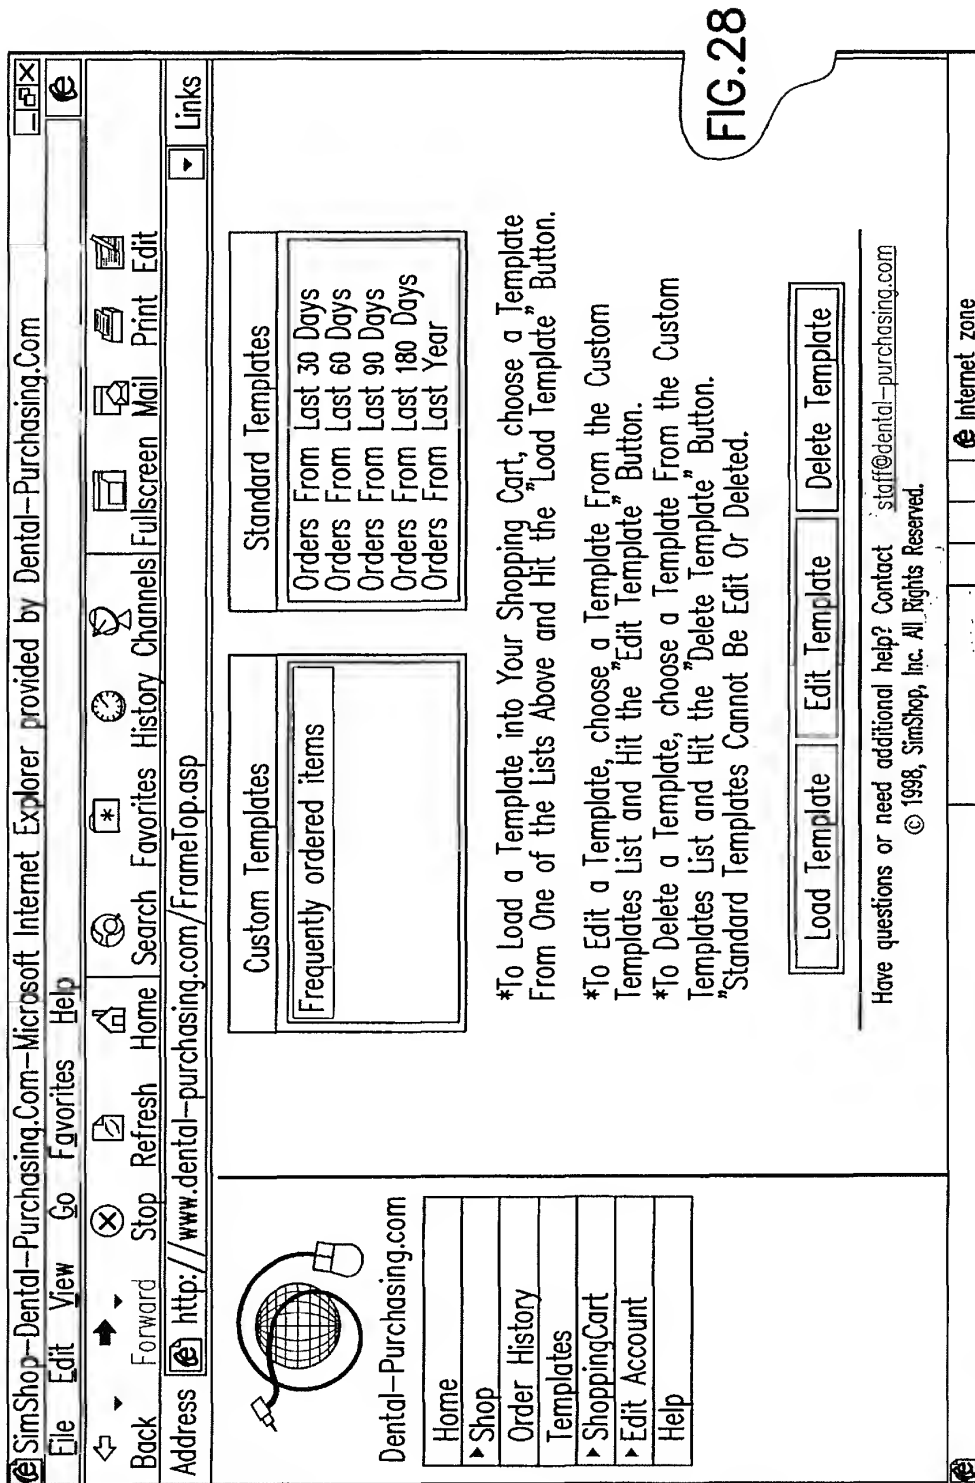 SimShop-Dental-Purchasing.Com-Microsoft Internet Explorer provided by Dental-Purchasing.Com
File Edit View Go Favorites Help
Back Forward Stop Refresh Home Search Favorites History Channels Fullscreen Mail Print Edit
Address http://www.dental-purchasing.com/FrameTop.asp Links
Dental-Purchasing.com
Home
Shop
Order History
Templates
ShoppingCart
Edit Account
Help
Custom Templates
Frequently ordered items
Standard Templates
Orders From Last 30 Days
Orders From Last 60 Days
Orders From Last 90 Days
Orders From Last 180 Days
Orders From Last Year
*To Load a Template into Your Shopping Cart, choose a Template
From One of the Lists Above and Hit the "Load Template" Button.
*To Edit a Template, choose a Template From the Custom
Templates List and Hit the "Edit Template" Button.
*To Delete a Template, choose a Template From the Custom
Templates List and Hit the "Delete Template" Button.
"Standard Templates Cannot Be Edit Or Deleted.
Load Template Edit Template Delete Template
Have questions or need additional help? Contact staff@dental-purchasing.com
© 1998, SimShop, Inc. All Rights Reserved.
Internet zone
FIG.28